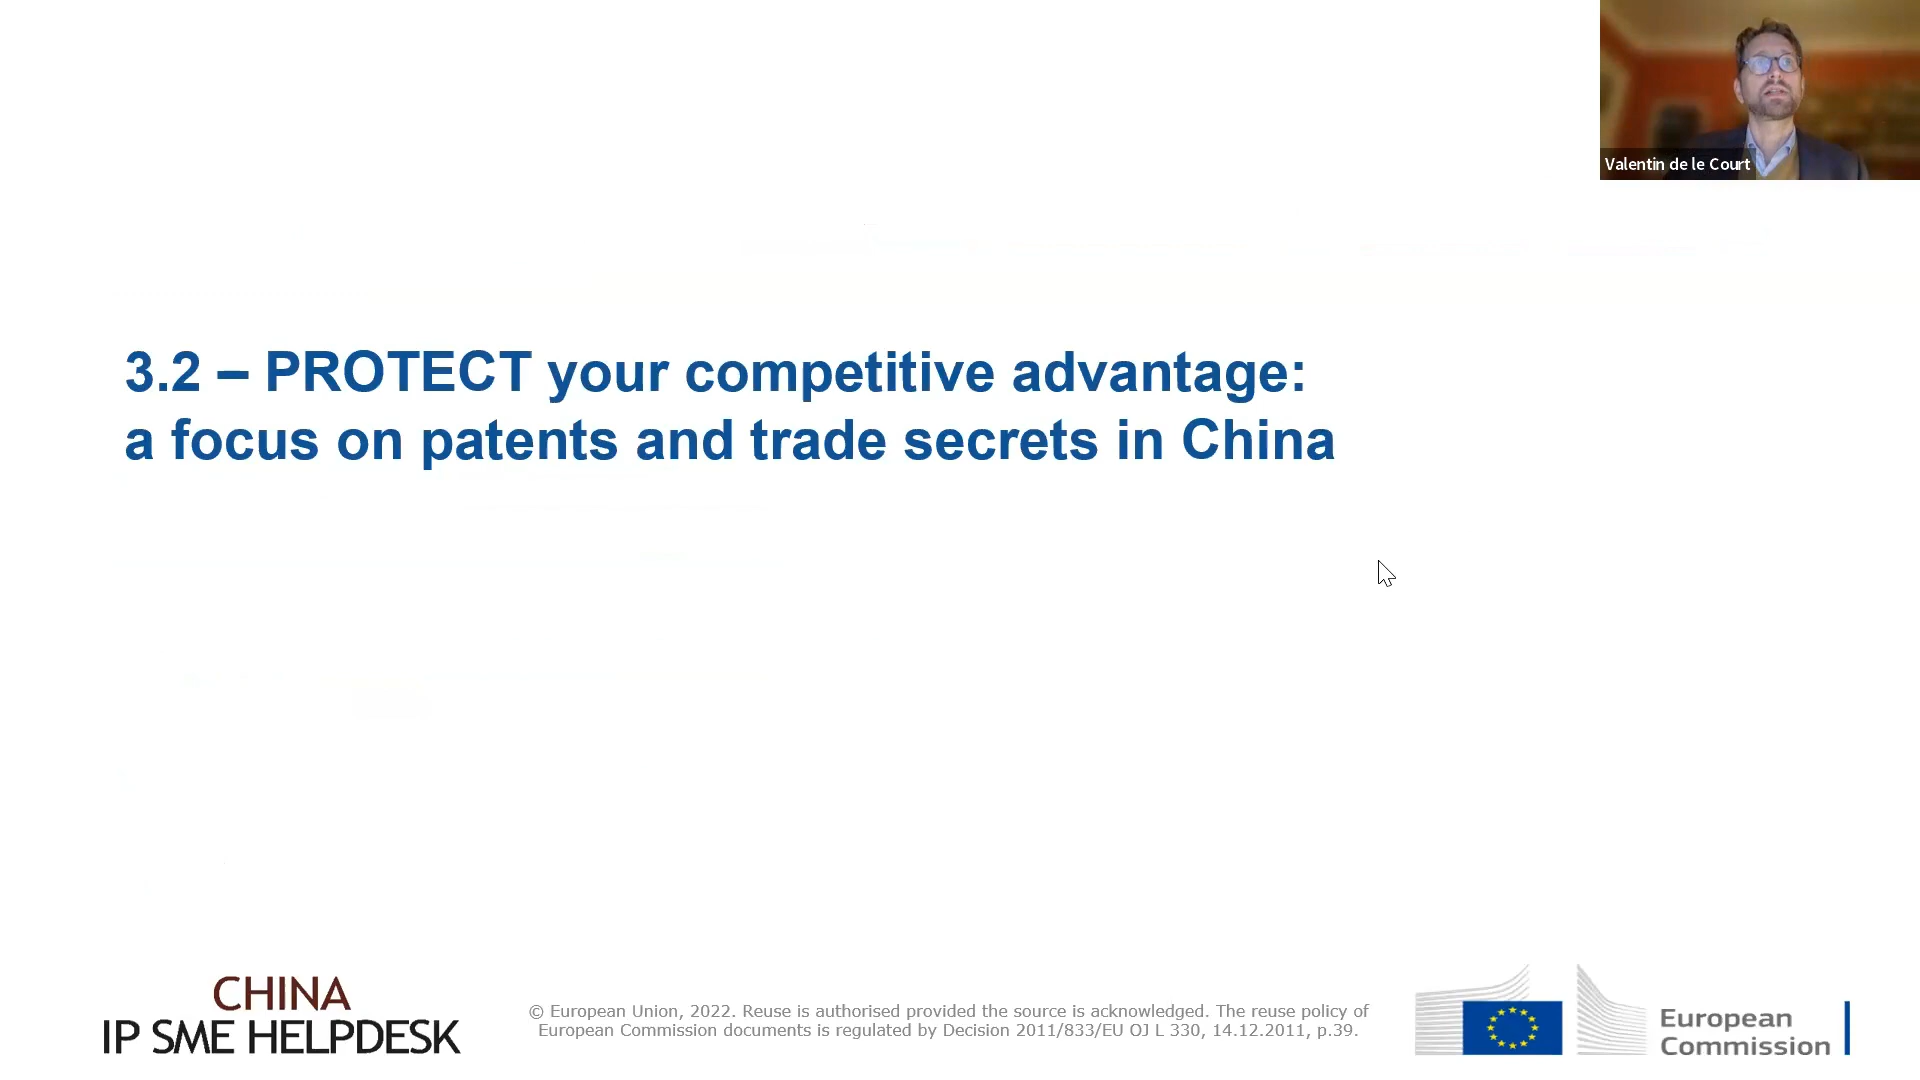 Valentin de le Court
3.2 – PROTECT your competitive advantage:
a focus on patents and trade secrets in China
CHINA
IP SME HELPDESK
© European Union, 2022. Reuse is authorised provided the source is acknowledged. The reuse policy of
European Commission documents is regulated by Decision 2011/833/EU OJ L 330, 14.12.2011, p.39.
European
Commission